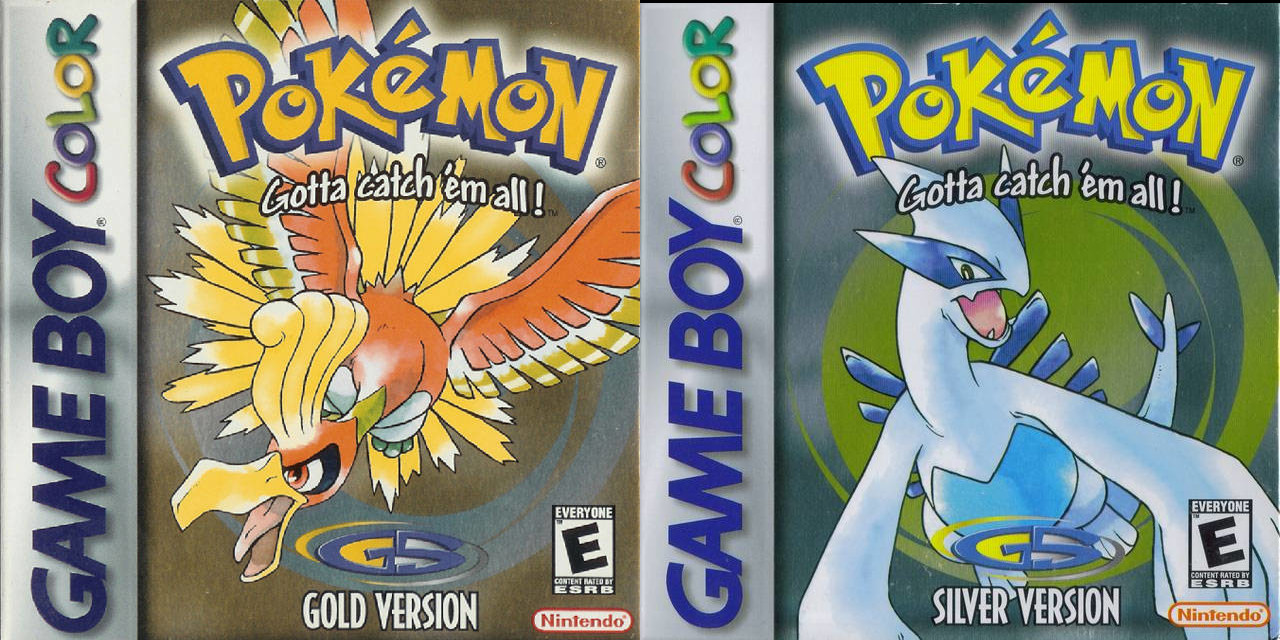 GAME BOY COLOR
POKéMON
Gotta catch 'em all!
GS
GOLD VERSION
EVERYONE
E
CONTENT RATED BY
ESRB
Nintendo
GAME BOY COLOR
POKéMON
Gotta catch 'em all!
GS
SILVER VERSION
EVERYONE
E
CONTENT RATED BY
ESRB
Nintendo